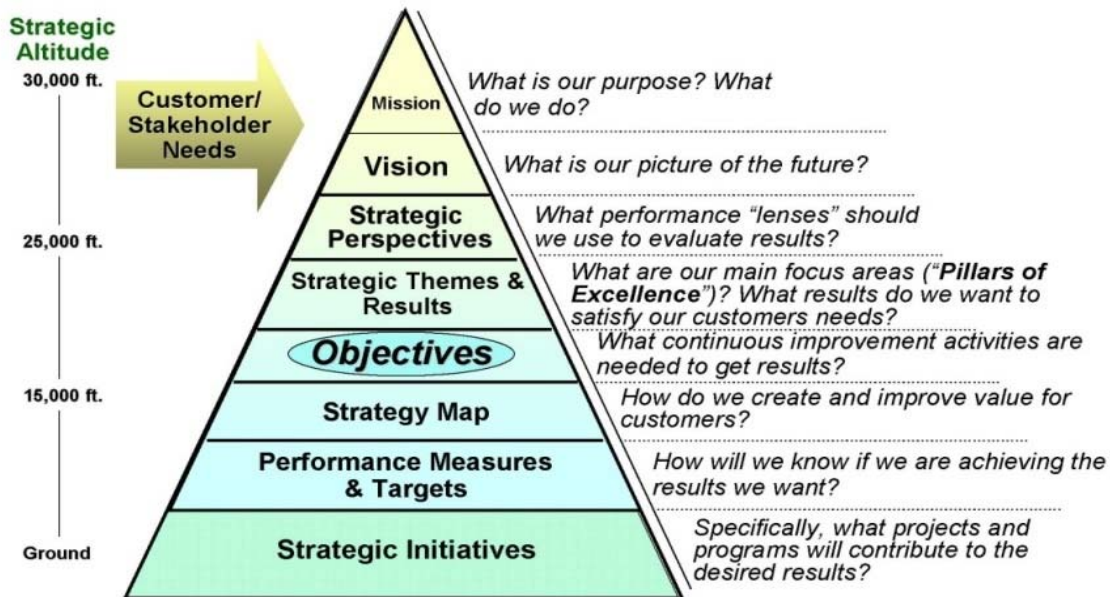 Strategic
Altitude
30,000 ft.
25,000 ft.
15,000 ft.
Ground
Customer/
Stakeholder
Needs
Mission
What is our purpose? What
do we do?
Vision
What is our picture of the future?
Strategic
Perspectives
What performance “lenses” should
we use to evaluate results?
Strategic Themes &
Results
What are our main focus areas (“Pillars of
Excellence”)? What results do we want to
satisfy our customers needs?
Objectives
What continuous improvement activities are
needed to get results?
Strategy Map
How do we create and improve value for
customers?
Performance Measures
& Targets
How will we know if we are achieving the
results we want?
Strategic Initiatives
Specifically, what projects and
programs will contribute to the
desired results?